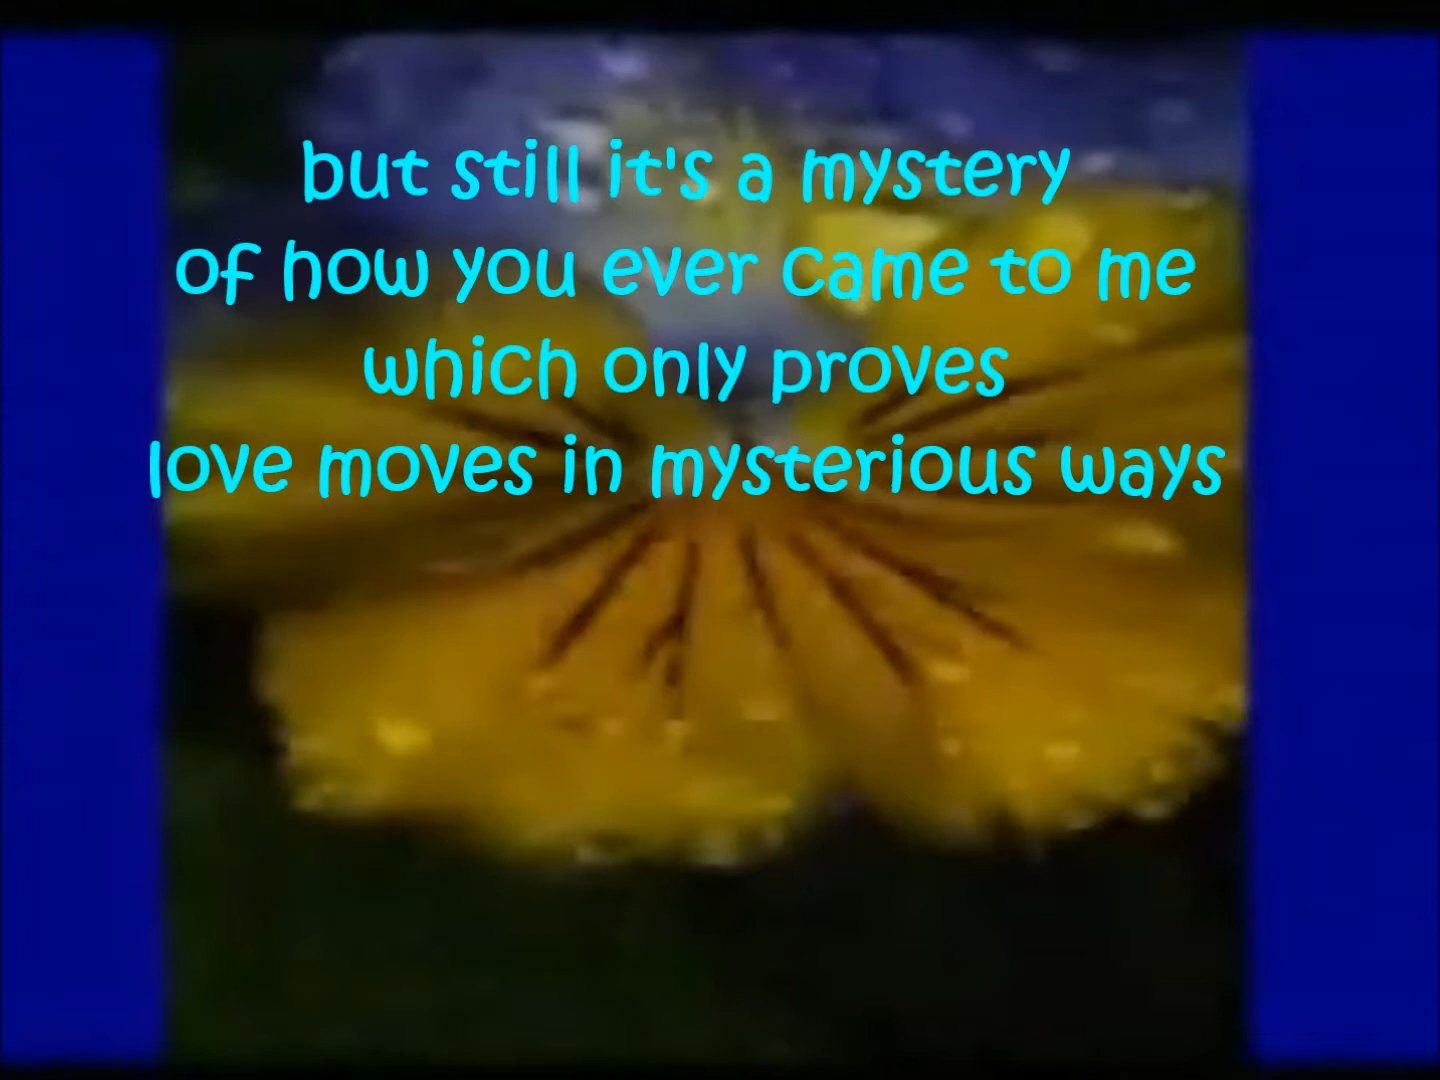 but still it's a mystery
of how you ever came to me
which only proves
love moves in mysterious ways